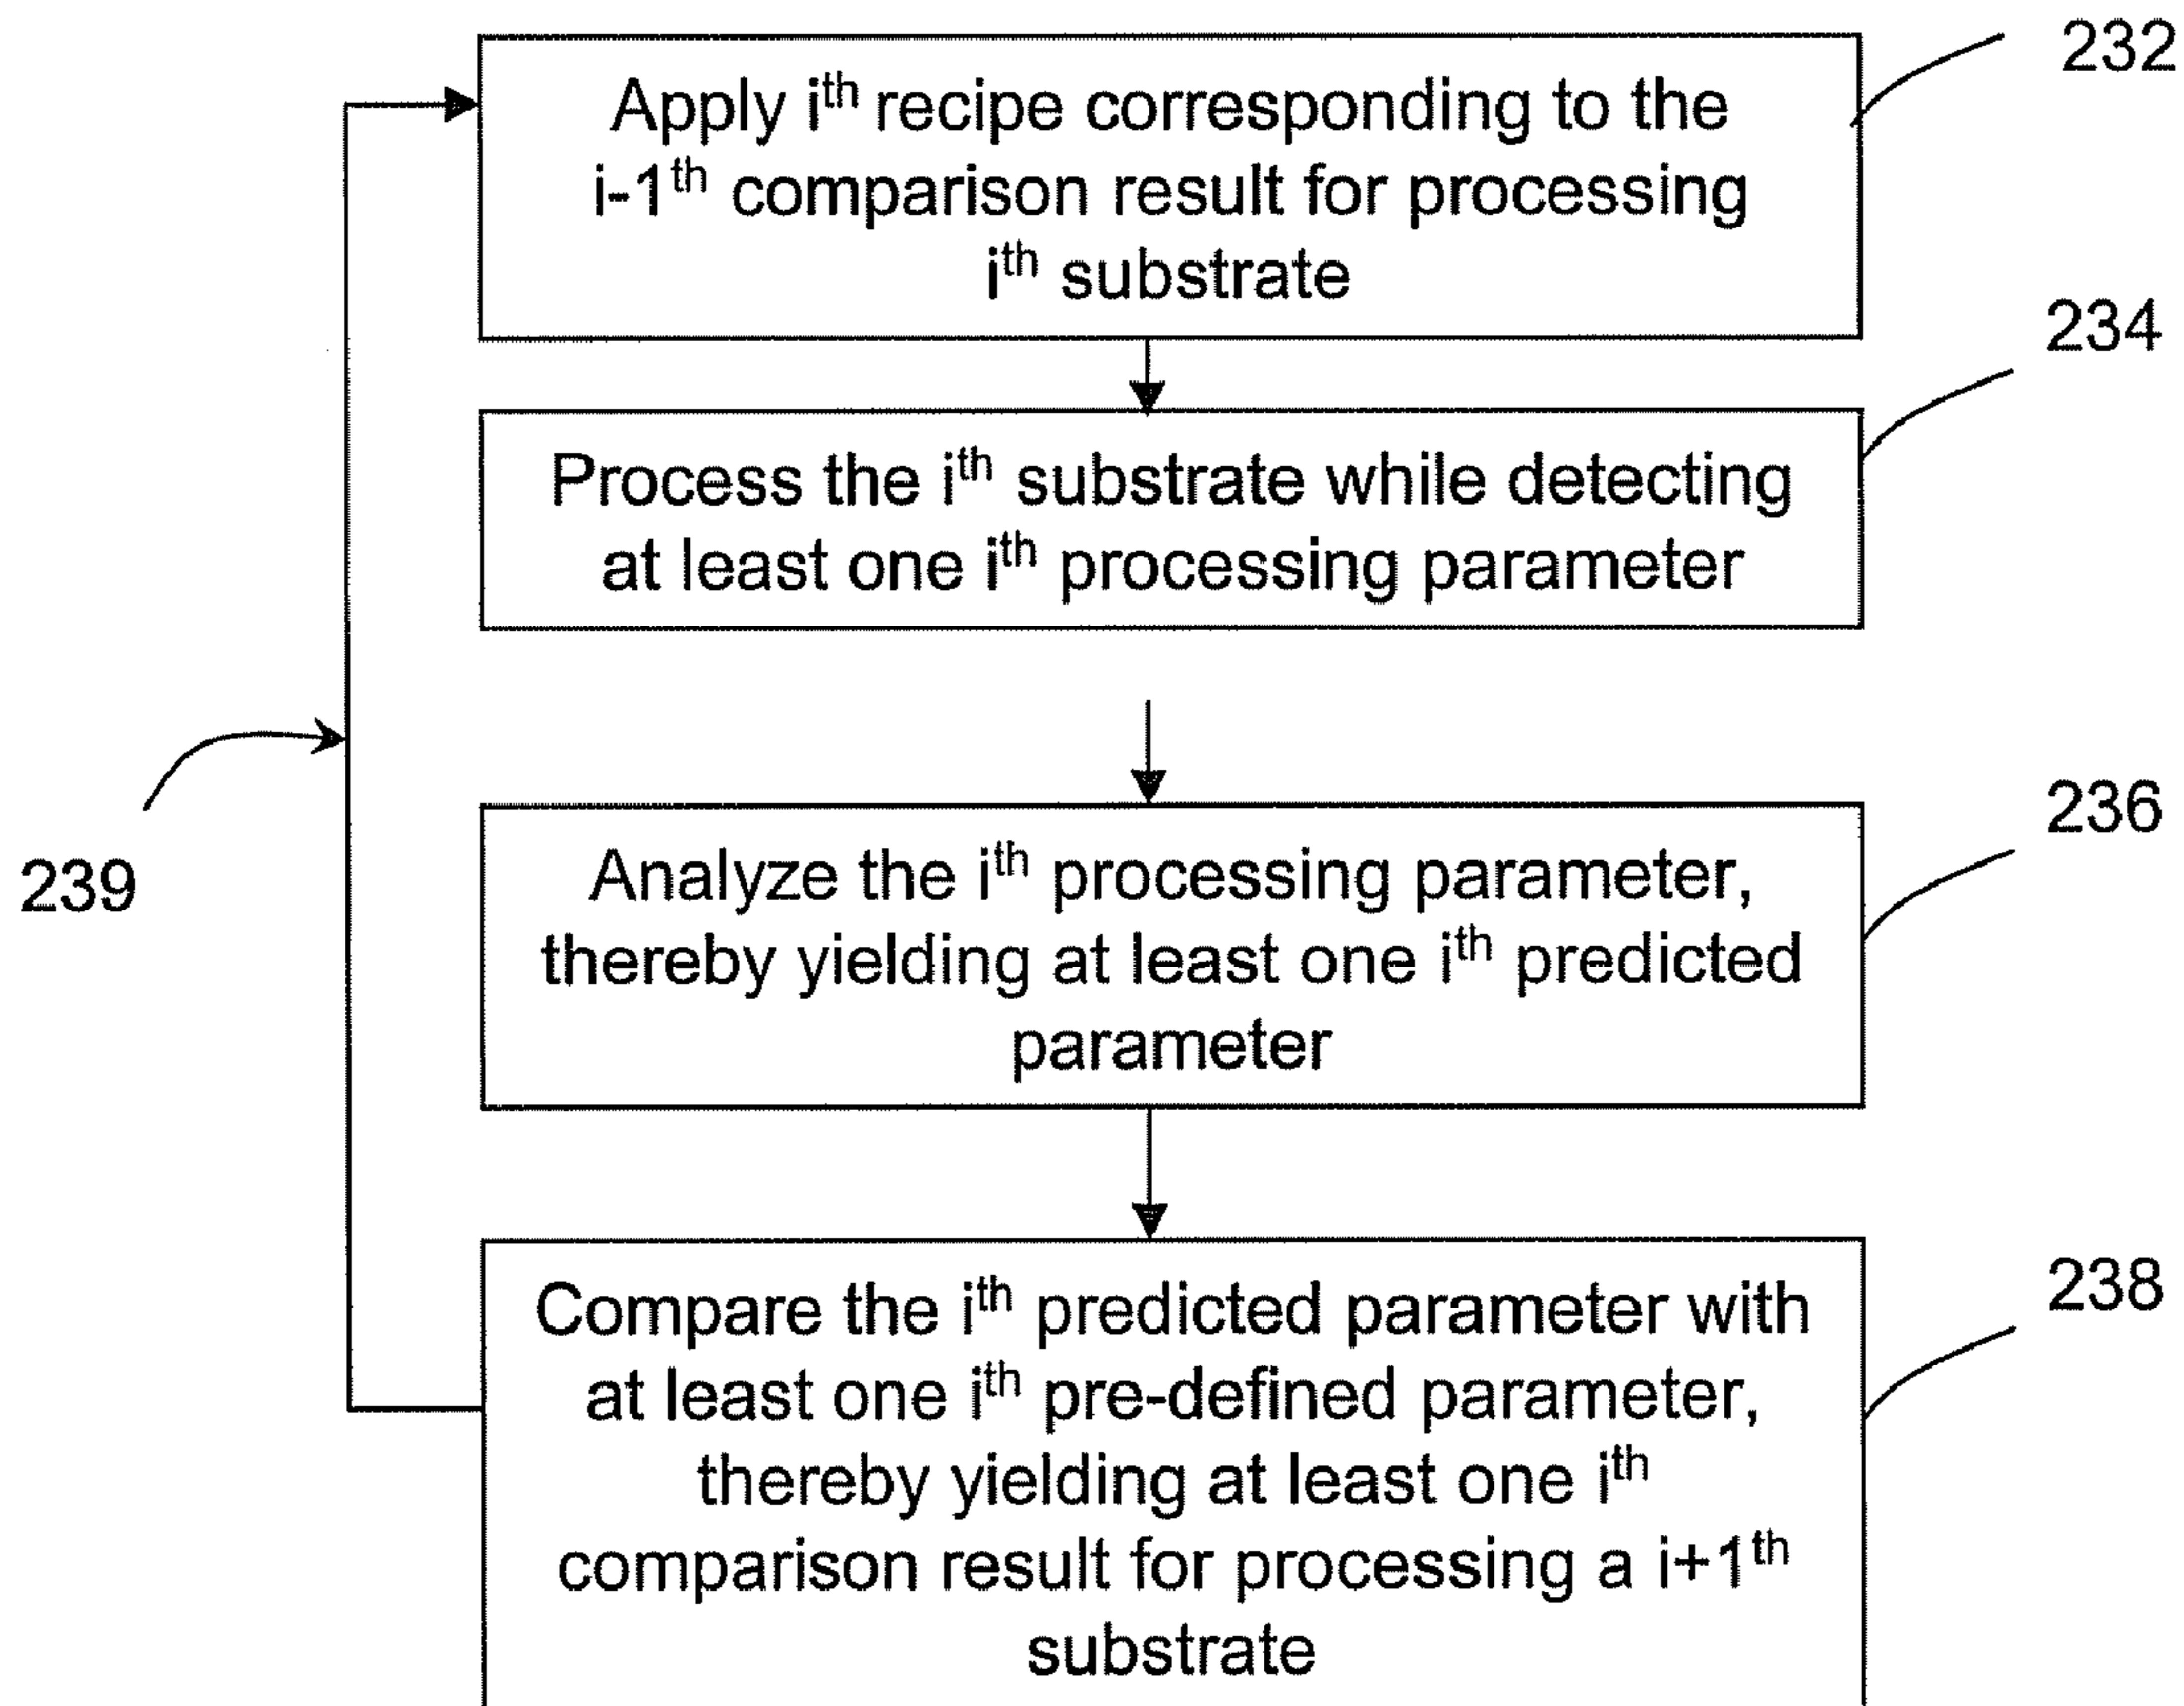 232
Apply iᵗʰ recipe corresponding to the
i-1ᵗʰ comparison result for processing
iᵗʰ substrate
234
Process the iᵗʰ substrate while detecting
at least one iᵗʰ processing parameter
236
Analyze the iᵗʰ processing parameter,
thereby yielding at least one iᵗʰ predicted
parameter
239
238
Compare the iᵗʰ predicted parameter with
at least one iᵗʰ pre-defined parameter,
thereby yielding at least one iᵗʰ
comparison result for processing a i+1ᵗʰ
substrate